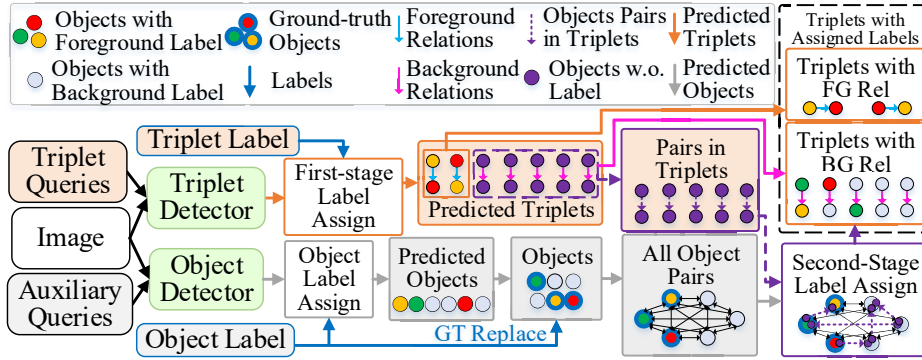 Objects with
Foreground Label
Ground-truth
Objects
Foreground
Relations
Objects Pairs
in Triplets
Predicted
Triplets
Objects with
Background Label
Labels
Background
Relations
Objects w.o.
Label
Predicted
Objects
Triplets with
Assigned Labels
Triplets with
FG Rel
Triplets with
BG Rel
Triplet Label
Triplet
Queries
Triplet
Detector
First-stage
Label
Assign
Predicted Triplets
Pairs in
Triplets
Image
Auxiliary
Queries
Object
Detector
Object
Label
Assign
Predicted
Objects
Objects
All Object
Pairs
Second-Stage
Label Assign
Object Label
GT Replace